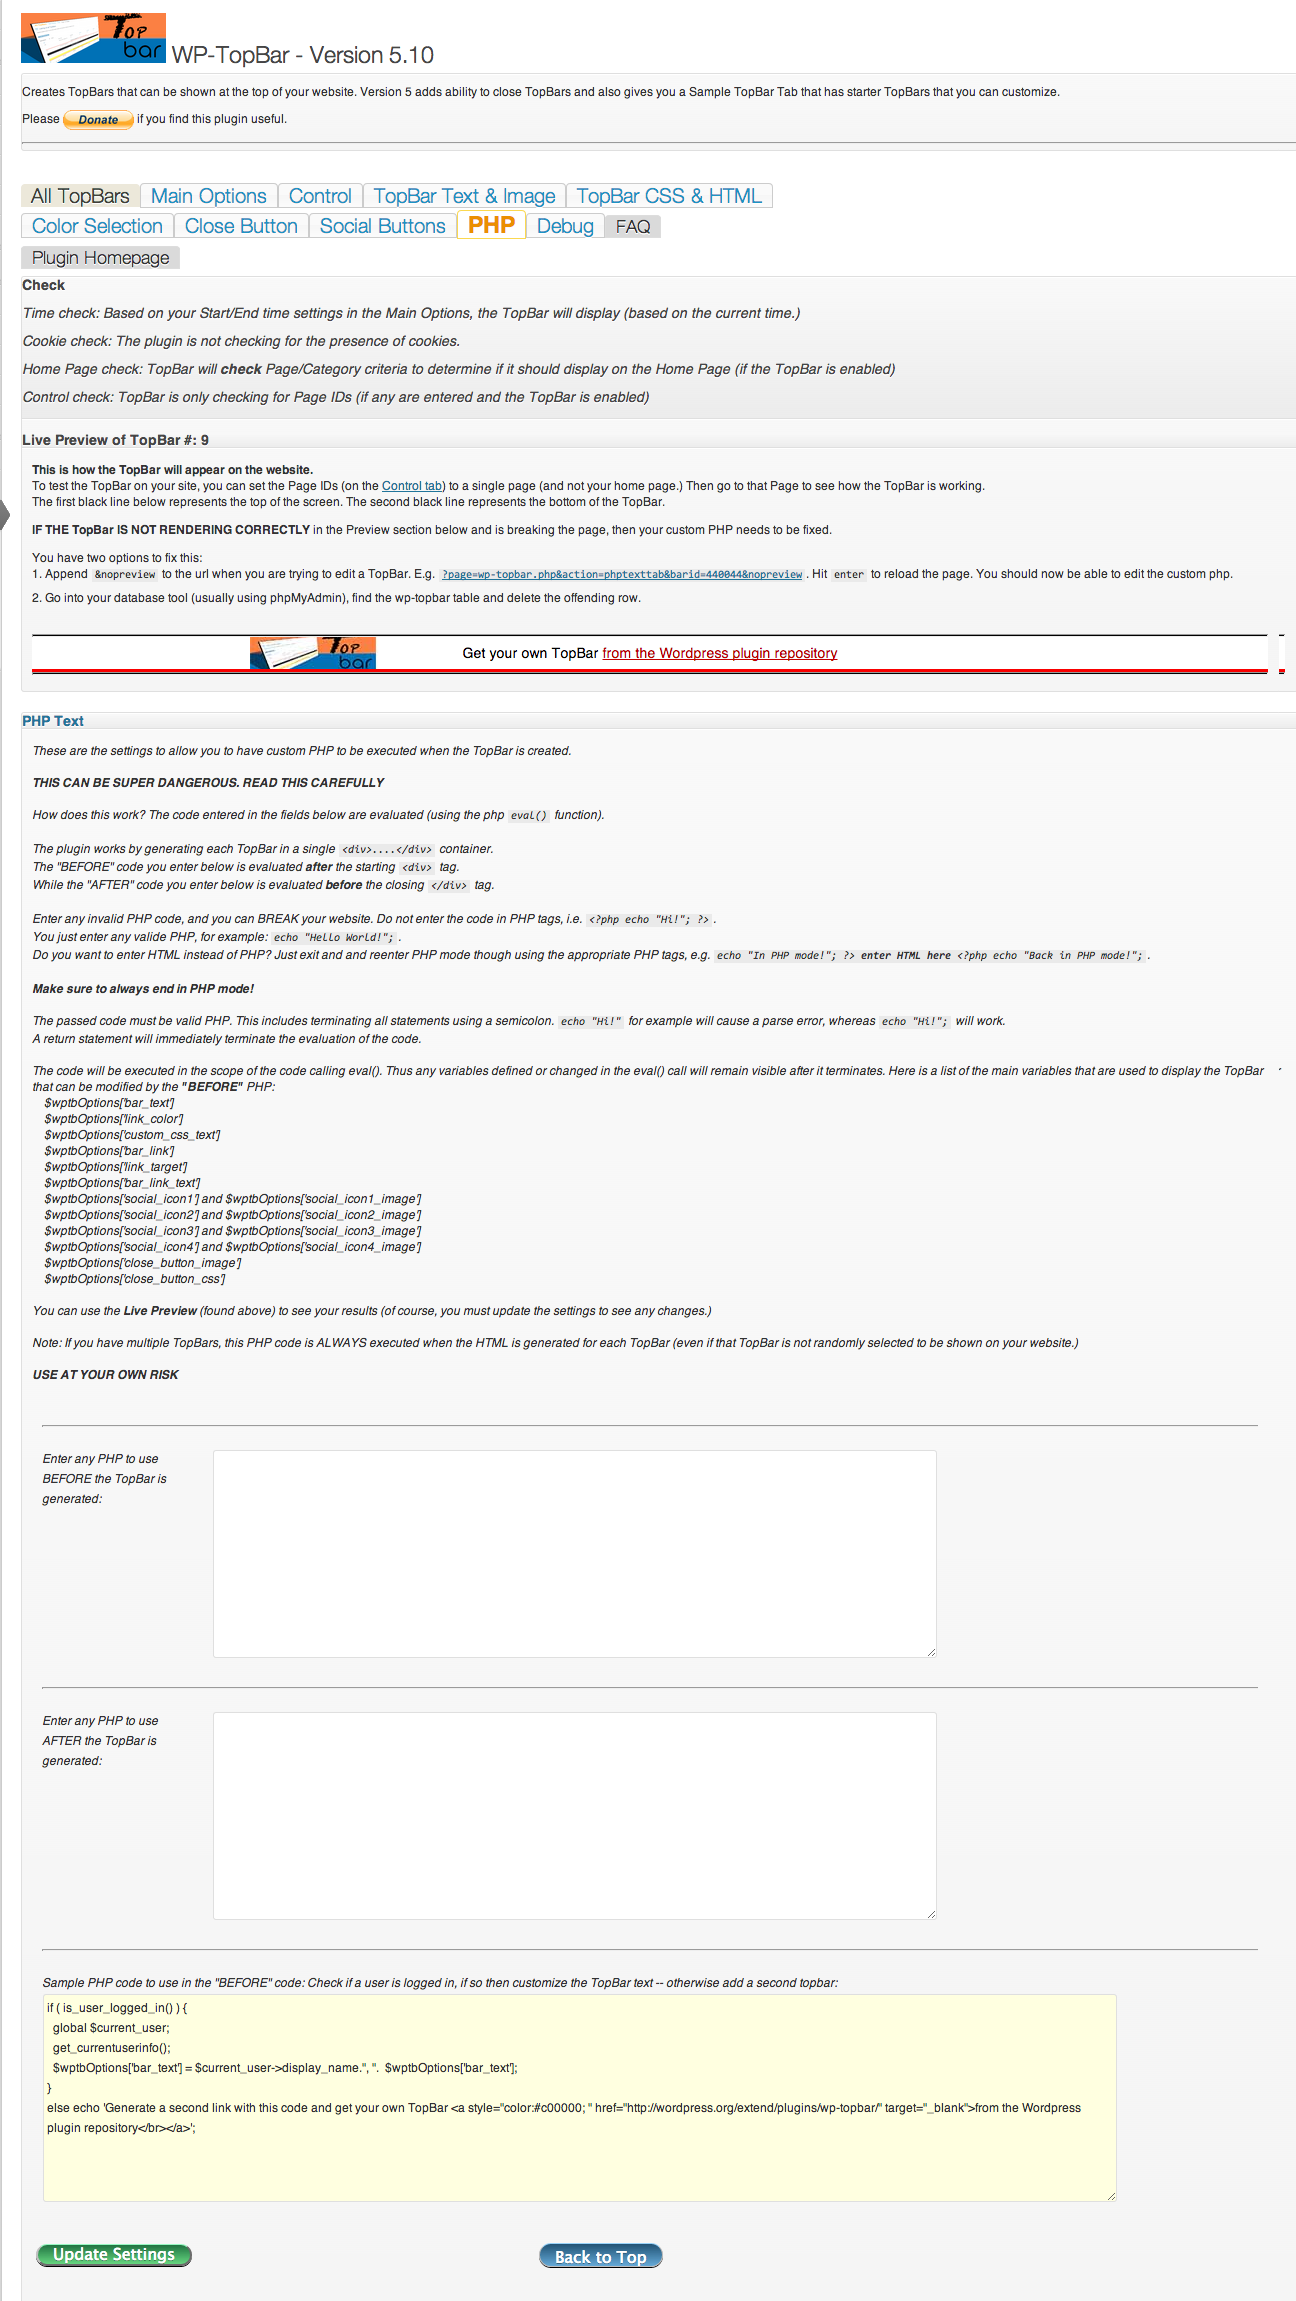 Top
bar
WP-TopBar - Version 5.10
Creates TopBars that can be shown at the top of your website. Version 5 adds ability to close TopBars and also gives you a Sample TopBar Tab that has starter TopBars that you can customize.
Please Donate if you find this plugin useful.
All TopBars Main Options Control TopBar Text & Image TopBar CSS & HTML
Color Selection Close Button Social Buttons PHP Debug FAQ
Plugin Homepage
Check
Time check: Based on your Start/End time settings in the Main Options, the TopBar will display (based on the current time.)
Cookie check: The plugin is not checking for the presence of cookies.
Home Page check: TopBar will check Page/Category criteria to determine if it should display on the Home Page (if the TopBar is enabled)
Control check: TopBar is only checking for Page IDs (if any are entered and the TopBar is enabled)
Live Preview of TopBar #: 9
This is how the TopBar will appear on the website.
To test the TopBar on your site, you can set the Page IDs (on the Control tab) to a single page (and not your home page.) Then go to that Page to see how the TopBar is working.
The first black line below represents the top of the screen. The second black line represents the bottom of the TopBar.
IF THE TopBar IS NOT RENDERING CORRECTLY in the Preview section below and is breaking the page, then your custom PHP needs to be fixed.
You have two options to fix this:
1. Append &nopreview to the url when you are trying to edit a TopBar. E.g. ?page=wp-topbar.php&action=phptexttab&barid=440044&nopreview . Hit enter to reload the page. You should now be able to edit the custom php.
2. Go into your database tool (usually using phpMyAdmin), find the wp-topbar table and delete the offending row.
Top
bar
Get your own TopBar from the Wordpress plugin repository
PHP Text
These are the settings to allow you to have custom PHP to be executed when the TopBar is created.
THIS CAN BE SUPER DANGEROUS. READ THIS CAREFULLY
How does this work? The code entered in the fields below are evaluated (using the php eval() function).
The plugin works by generating each TopBar in a single <div>....</div> container.
The "BEFORE" code you enter below is evaluated after the starting <div> tag.
While the "AFTER" code you enter below is evaluated before the closing </div> tag.
Enter any invalid PHP code, and you can BREAK your website. Do not enter the code in PHP tags, i.e. <?php echo "Hi!"; ?> .
You just enter any valide PHP, for example: echo "Hello World!"; .
Do you want to enter HTML instead of PHP? Just exit and and reenter PHP mode though using the appropriate PHP tags, e.g. echo "In PHP mode!"; ?> enter HTML here <?php echo "Back in PHP mode!"; .
Make sure to always end in PHP mode!
The passed code must be valid PHP. This includes terminating all statements using a semicolon. echo "Hi!" for example will cause a parse error, whereas echo "Hi!"; will work.
A return statement will immediately terminate the evaluation of the code.
The code will be executed in the scope of the code calling eval(). Thus any variables defined or changed in the eval() call will remain visible after it terminates. Here is a list of the main variables that are used to display the TopBar
that can be modified by the "BEFORE" PHP:
$wptbOptions['bar_text']
$wptbOptions['link_color']
$wptbOptions['custom_css_text']
$wptbOptions['bar_link']
$wptbOptions['link_target']
$wptbOptions['bar_link_text']
$wptbOptions['social_icon1'] and $wptbOptions['social_icon1_image']
$wptbOptions['social_icon2'] and $wptbOptions['social_icon2_image']
$wptbOptions['social_icon3'] and $wptbOptions['social_icon3_image']
$wptbOptions['social_icon4'] and $wptbOptions['social_icon4_image']
$wptbOptions['close_button_image']
$wptbOptions['close_button_css']
You can use the Live Preview (found above) to see your results (of course, you must update the settings to see any changes.)
Note: If you have multiple TopBars, this PHP code is ALWAYS executed when the HTML is generated for each TopBar (even if that TopBar is not randomly selected to be shown on your website.)
USE AT YOUR OWN RISK
Enter any PHP to use
BEFORE the TopBar is
generated:
Enter any PHP to use
AFTER the TopBar is
generated:
Sample PHP code to use in the "BEFORE" code: Check if a user is logged in, if so then customize the TopBar text -- otherwise add a second topbar:
if ( is_user_logged_in() ) {
global $current_user;
get_currentuserinfo();
$wptbOptions['bar_text'] = $current_user->display_name.", ". $wptbOptions['bar_text'];
}
else echo 'Generate a second link with this code and get your own TopBar <a style="color:#c00000; " href="http://wordpress.org/extend/plugins/wp-topbar/" target="_blank">from the Wordpress
plugin repository</br></a>';
Update Settings Back to Top